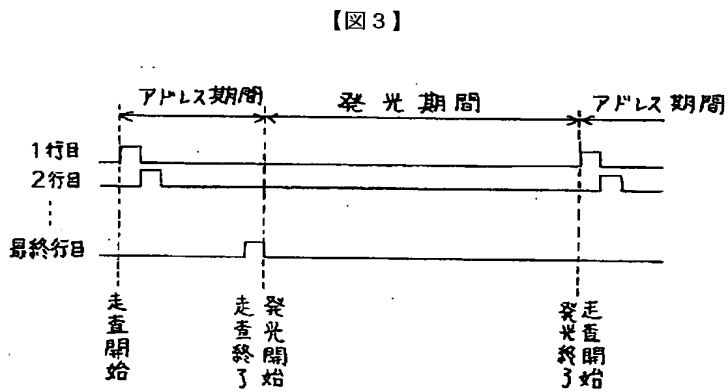 【図3】
アドレス期間
発光期間
アドレス期間
1行目
2行目
最終行目
走査開始
走査終了
発光開始
発光終了
走査開始